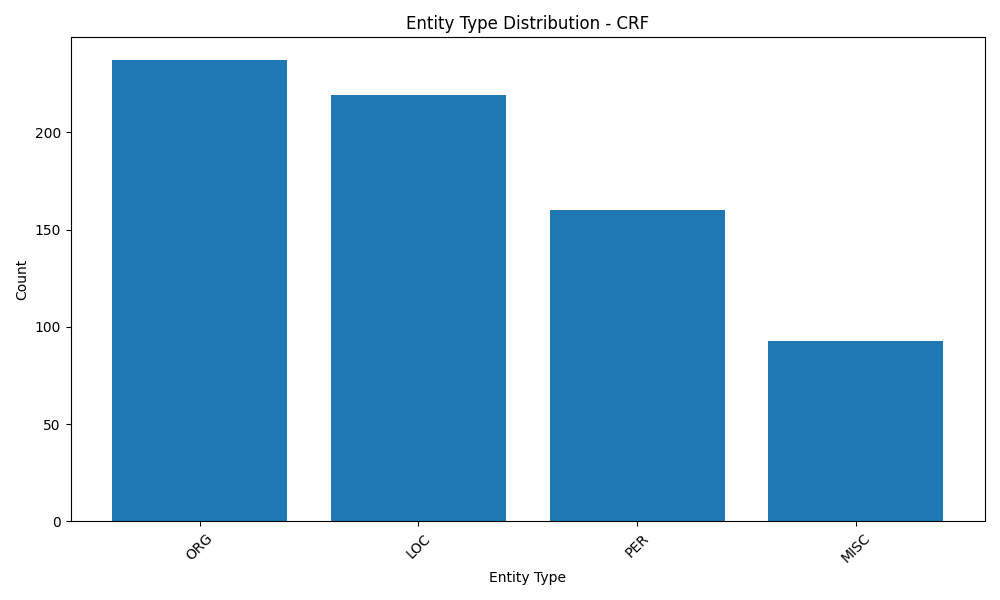 Entity Type Distribution - CRF
Count
200
150
100
50
0
ORG
LOC
PER
MISC
Entity Type